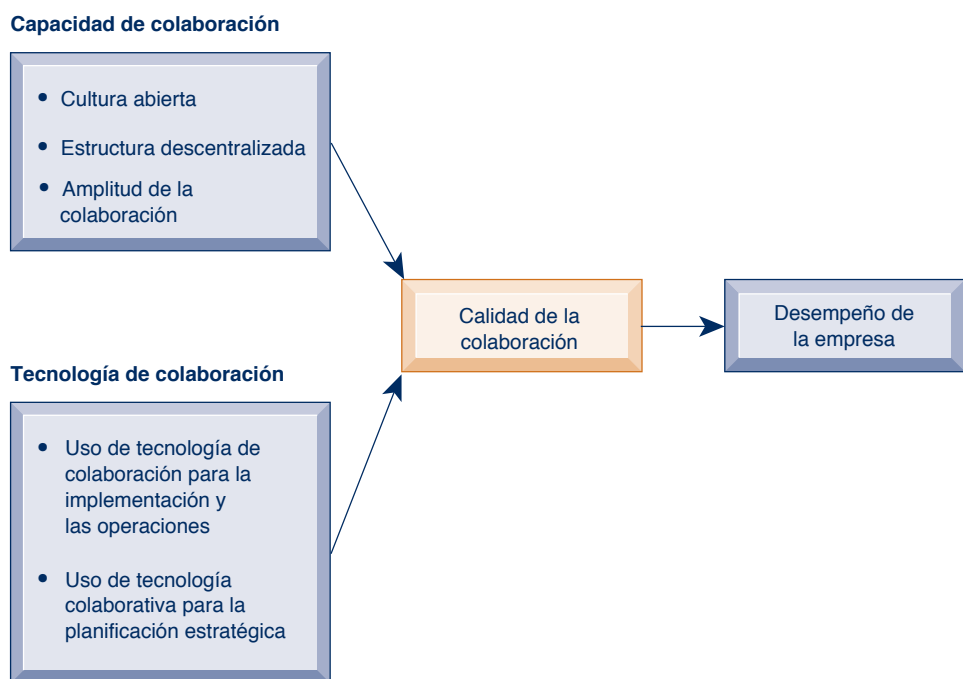 Capacidad de colaboración
• Cultura abierta
• Estructura descentralizada
• Amplitud de la
colaboración
Calidad de la
colaboración
Desempeño de
la empresa
Tecnología de colaboración
• Uso de tecnología de
colaboración para la
implementación y
las operaciones
• Uso de tecnología
colaborativa para la
planificación estratégica